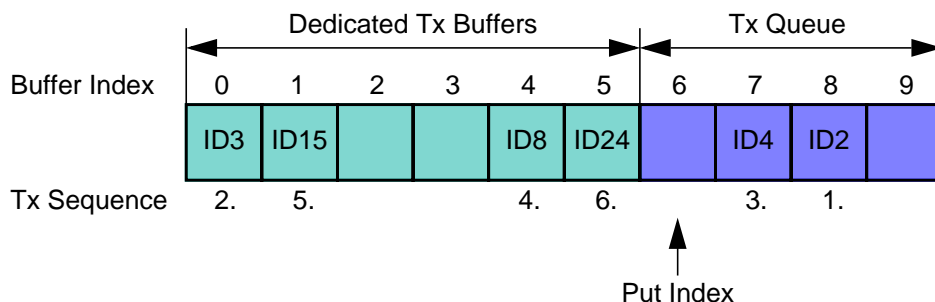 Dedicated Tx Buffers Tx Queue
Buffer Index 0 1 2 3 4 5 6 7 8 9
ID3 ID15 ID8 ID24 ID4 ID2
Tx Sequence 2. 5. 4. 6. 3. 1.
Put Index